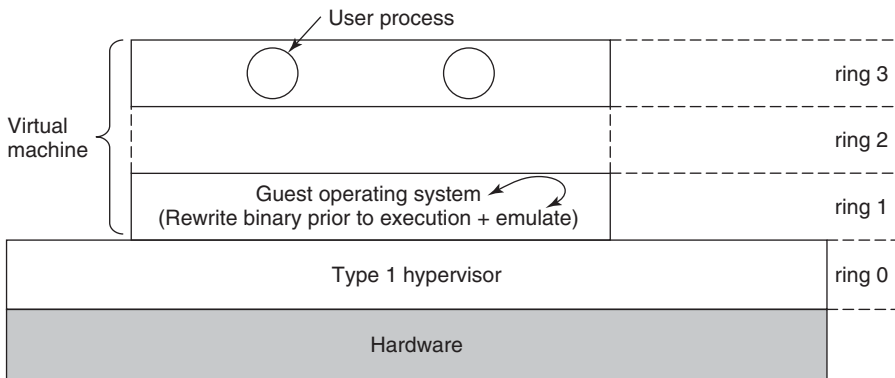 User process
ring 3
Virtual
machine
ring 2
Guest operating system
(Rewrite binary prior to execution + emulate)
ring 1
Type 1 hypervisor
ring 0
Hardware